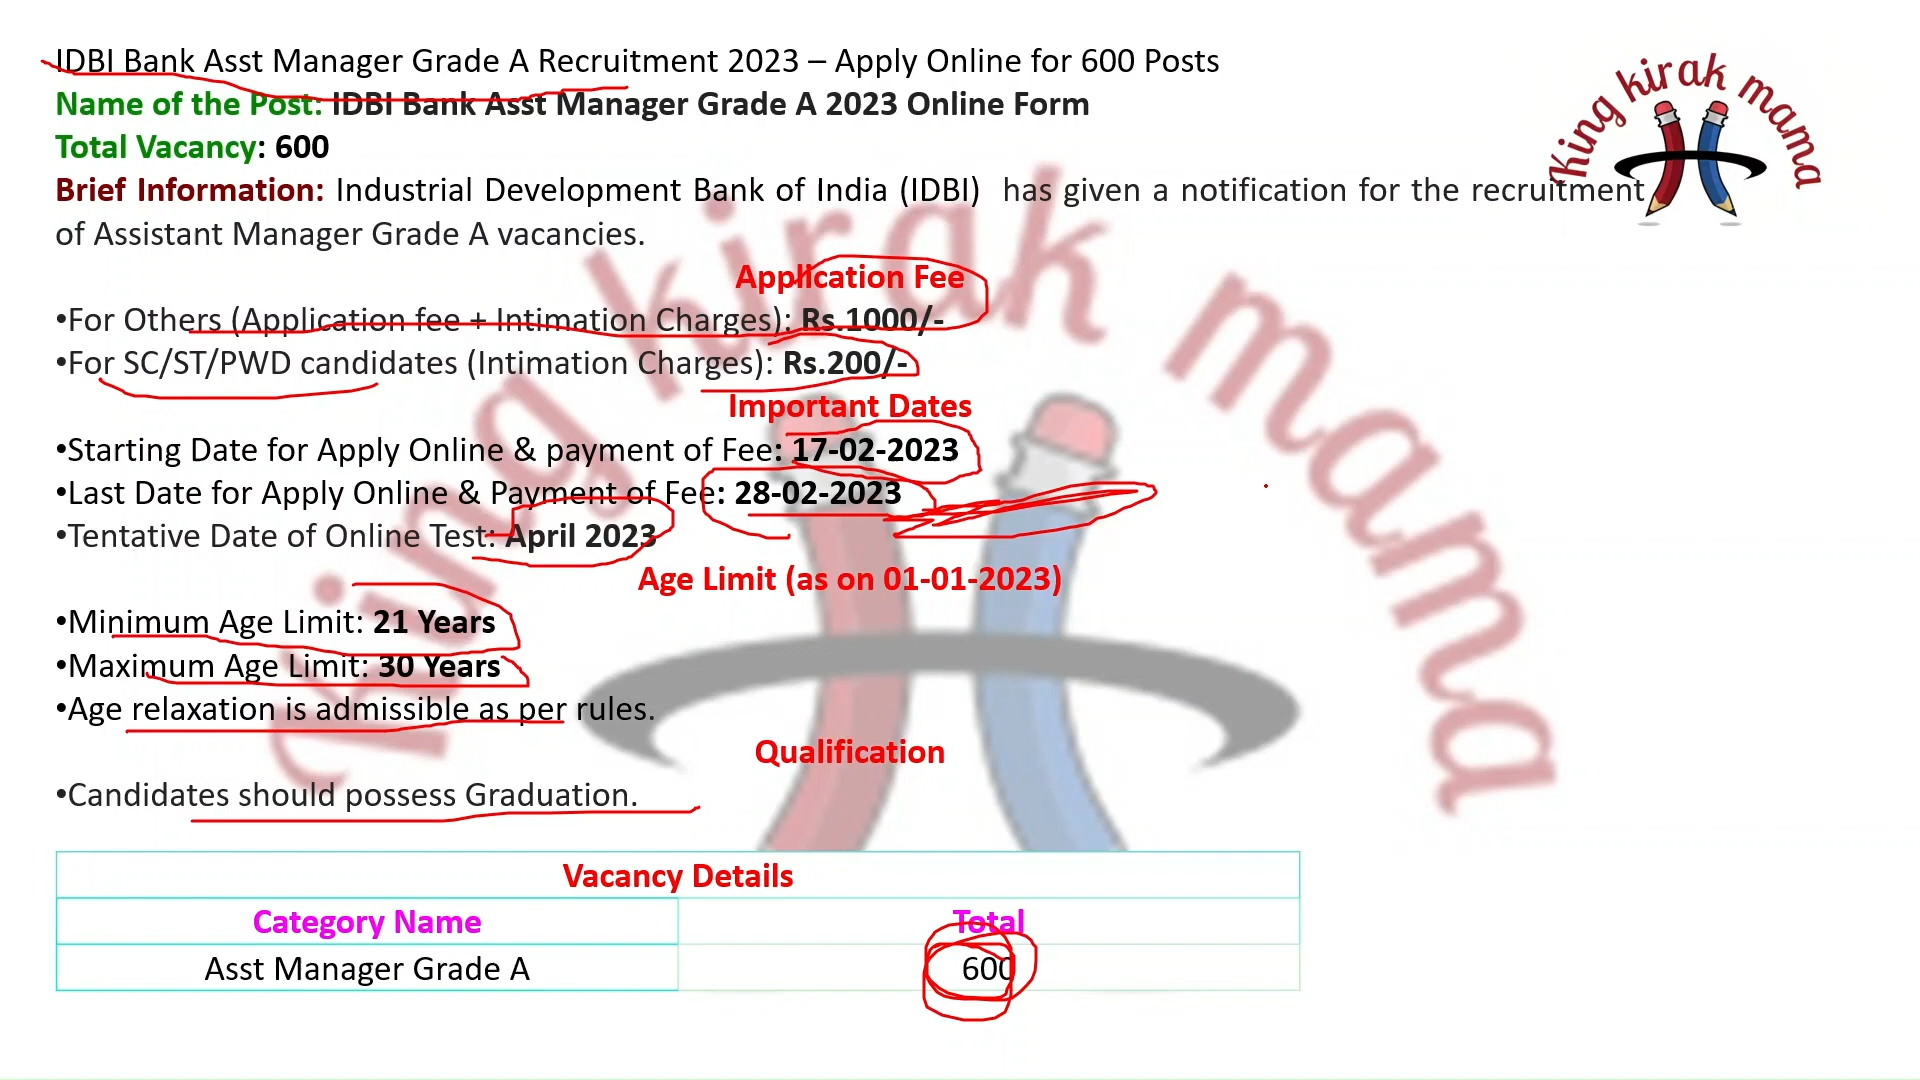 IDBI Bank Asst Manager Grade A Recruitment 2023 – Apply Online for 600 Posts
Name of the Post: IDBI Bank Asst Manager Grade A 2023 Online Form
Total Vacancy: 600
Brief Information: Industrial Development Bank of India (IDBI) has given a notification for the recruitment
of Assistant Manager Grade A vacancies.
Application Fee
•For Others (Application fee + Intimation Charges): Rs.1000/-
•For SC/ST/PWD candidates (Intimation Charges): Rs.200/-
Important Dates
•Starting Date for Apply Online & payment of Fee: 17-02-2023
•Last Date for Apply Online & Payment of Fee: 28-02-2023
•Tentative Date of Online Test: April 2023
Age Limit (as on 01-01-2023)
•Minimum Age Limit: 21 Years
•Maximum Age Limit: 30 Years
•Age relaxation is admissible as per rules.
Qualification
•Candidates should possess Graduation.
Vacancy Details
Category Name Total
Asst Manager Grade A 600
King kirak mama
King kirak mama